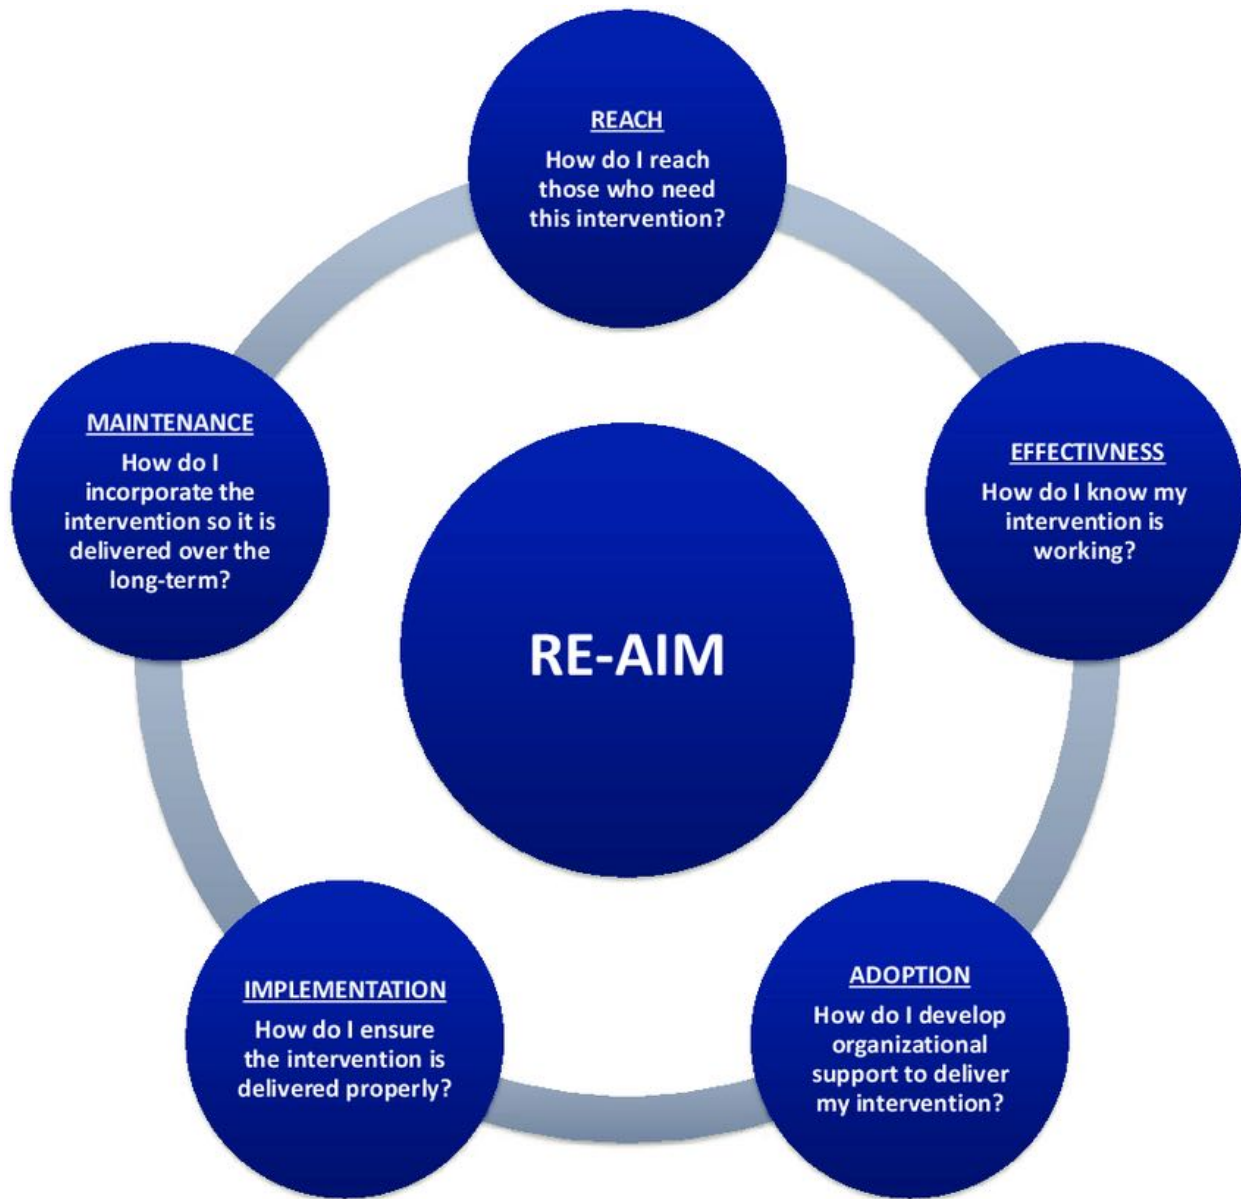 REACH
How do I reach
those who need
this intervention?
EFFECTIVNESS
How do I know my
intervention is
working?
ADOPTION
How do I develop
organizational
support to deliver
my intervention?
IMPLEMENTATION
How do I ensure
the intervention is
delivered properly?
MAINTENANCE
How do I
incorporate the
intervention so it is
delivered over the
long-term?
RE-AIM